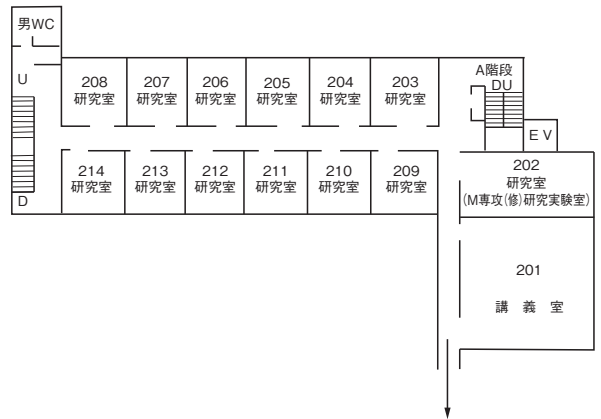 男WC
U
D
208
研究室
207
研究室
206
研究室
205
研究室
204
研究室
203
研究室
A階段
DU
EV
214
研究室
213
研究室
212
研究室
211
研究室
210
研究室
209
研究室
202
研究室
(M専攻(修)研究実験室)
201
講 義 室